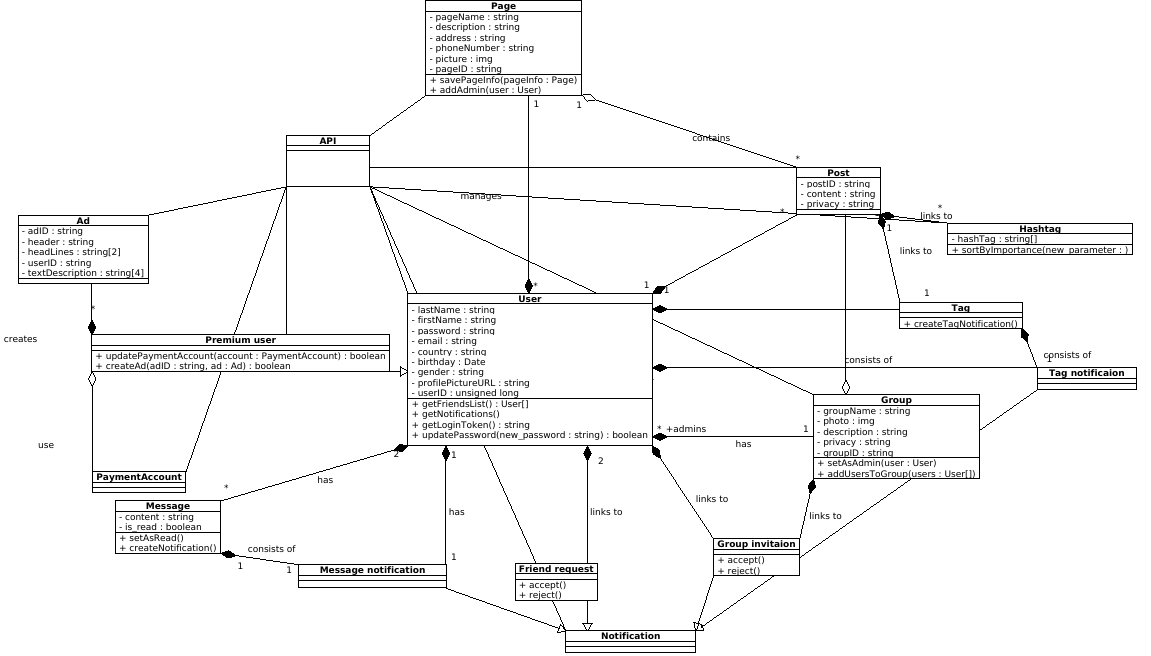 Page
- pageName : string
- description : string
- address : string
- phoneNumber : string
- picture : img
- pageID : string
+ savePageInfo(pageInfo : Page)
+ addAdmin(user : User)
1
1
contains
*
API
manages
*
Post
- postID : string
- content : string
- privacy : string
*
links to
1
Hashtag
- hashTag : string[]
+ sortByImportance(new_parameter : )
links to
1
Tag
+ createTagNotification()
consists of
1
Tag notificaion
Ad
- adID : string
- header : string
- headLines : string[2]
- userID : string
- textDescription : string[4]
*
creates
Premium user
+ updatePaymentAccount(account : PaymentAccount) : boolean
+ createAd(adID : string, ad : Ad) : boolean
use
PaymentAccount
*
1
1
User
- lastName : string
- firstName : string
- password : string
- email : string
- country : string
- birthday : Date
- gender : string
- profilePictureURL : string
- userID : unsigned long
+ getFriendsList() : User[]
+ getNotifications()
+ getLoginToken() : string
+ updatePassword(new_password : string) : boolean
consists of
* +admins
1
has
Group
- groupName : string
- photo : img
- description : string
- privacy : string
- groupID : string
+ setAsAdmin(user : User)
+ addUsersToGroup(users : User[])
2
1
2
*
has
Message
- content : string
- is_read : boolean
+ setAsRead()
+ createNotification()
has
links to
links to
links to
consists of
1
1
1
Message notification
Friend request
+ accept()
+ reject()
Group invitaion
+ accept()
+ reject()
Notification